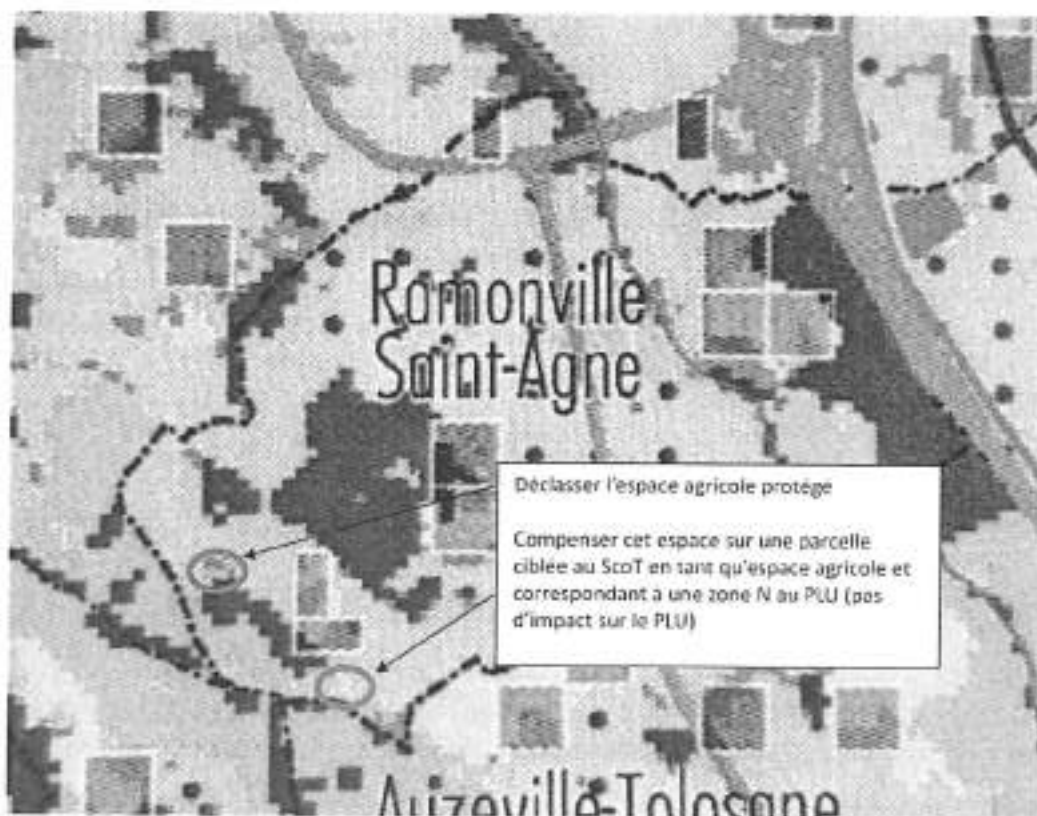 Ramonville
Saint-Agne
Déclasser l'espace agricole protégé
Compenser cet espace sur une parcelle
ciblée au ScoT en tant qu'espace agricole et
correspondant à une zone N au PLU (pas
d'impact sur le PLU)
Auzeville-Tolosane